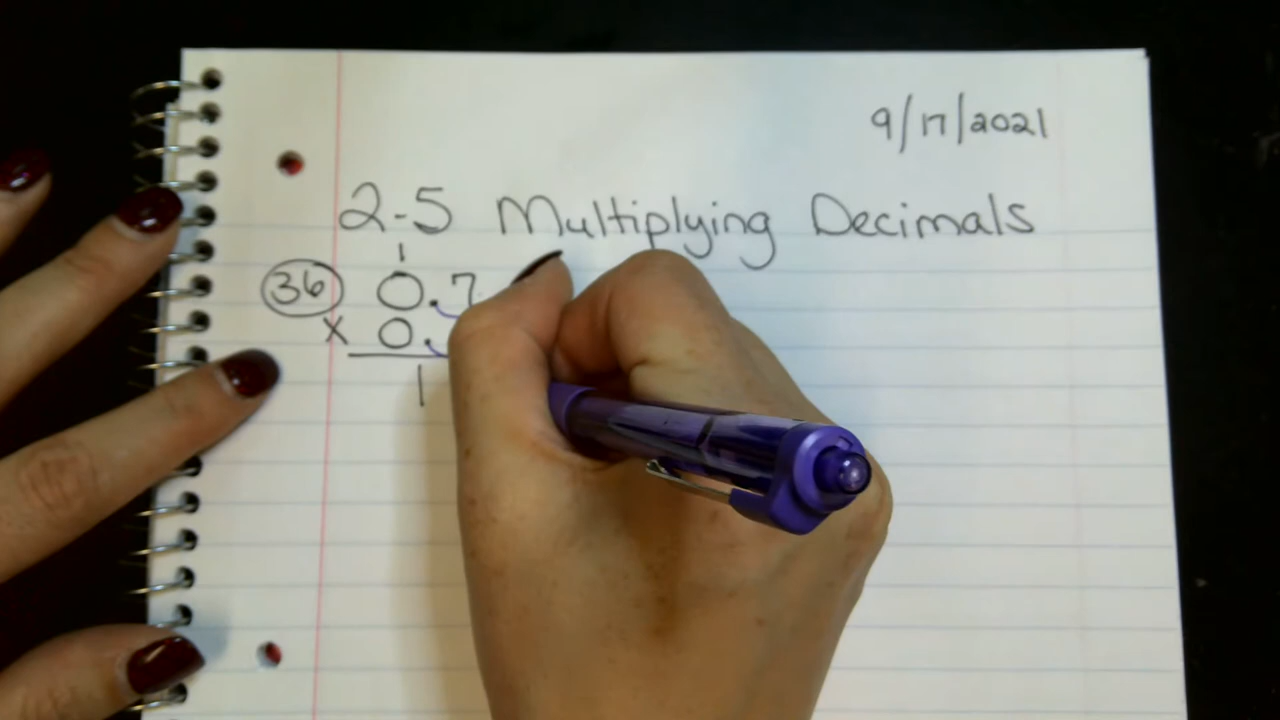 9/17/2021
2-5 Multiplying Decimals
1
36 0.7
x 0.
1